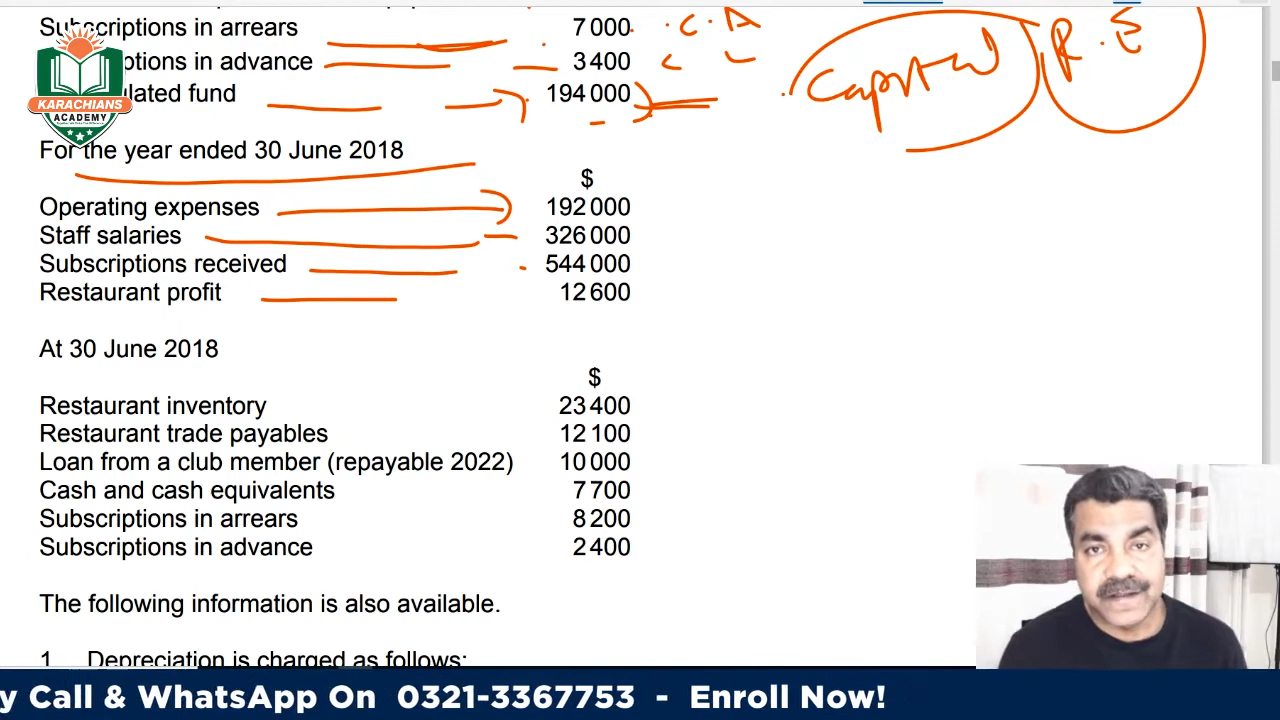 Subscriptions in arrears 7 000 . C . A
ptions in advance 3 400 C L
ulated fund 194 000 Capital R . E
KARACHIANS
ACADEMY
For the year ended 30 June 2018
$
Operating expenses 192 000
Staff salaries 326 000
Subscriptions received 544 000
Restaurant profit 12 600
At 30 June 2018
$
Restaurant inventory 23 400
Restaurant trade payables 12 100
Loan from a club member (repayable 2022) 10 000
Cash and cash equivalents 7 700
Subscriptions in arrears 8 200
Subscriptions in advance 2 400
The following information is also available.
1 Depreciation is charged as follows:
y Call & WhatsApp On 0321-3367753 - Enroll Now!